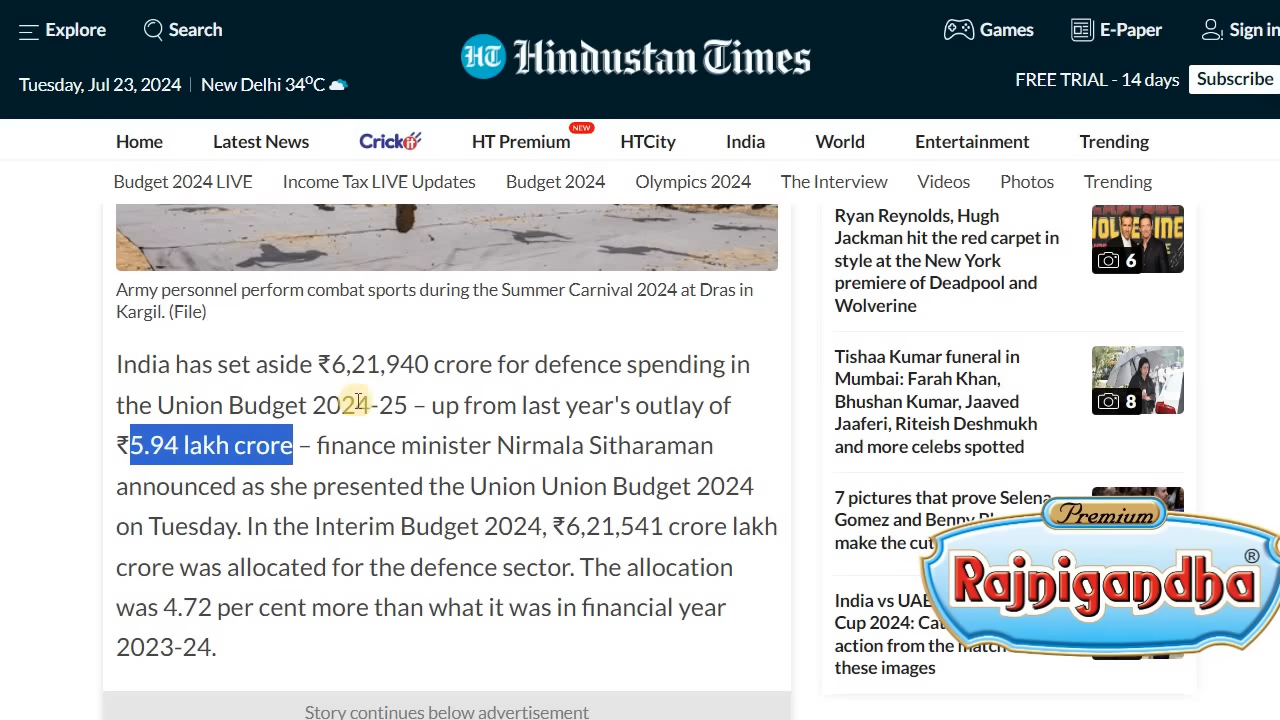 Explore
Search
Hindustan Times
HT
Games
E-Paper
Sign in
Tuesday, Jul 23, 2024
New Delhi 34⁰C
FREE TRIAL - 14 days
Subscribe
Home
Latest News
Crickit
HT Premium
NEW
HTCity
India
World
Entertainment
Trending
Budget 2024 LIVE
Income Tax LIVE Updates
Budget 2024
Olympics 2024
The Interview
Videos
Photos
Trending
Army personnel perform combat sports during the Summer Carnival 2024 at Dras in
Kargil. (File)
India has set aside ₹6,21,940 crore for defence spending in
the Union Budget 2024-25 – up from last year's outlay of
₹5.94 lakh crore – finance minister Nirmala Sitharaman
announced as she presented the Union Union Budget 2024
on Tuesday. In the Interim Budget 2024, ₹6,21,541 crore lakh
crore was allocated for the defence sector. The allocation
was 4.72 per cent more than what it was in financial year
2023-24.
Story continues below advertisement
Ryan Reynolds, Hugh
Jackman hit the red carpet in
style at the New York
premiere of Deadpool and
Wolverine
6
Tishaa Kumar funeral in
Mumbai: Farah Khan,
Bhushan Kumar, Jaaved
Jaaferi, Riteish Deshmukh
and more celebs spotted
8
7 pictures that prove Selena
Gomez and Benny
make the cut
India vs UAE
Cup 2024:
action from the match
these images
Premium
Rajnigandha®